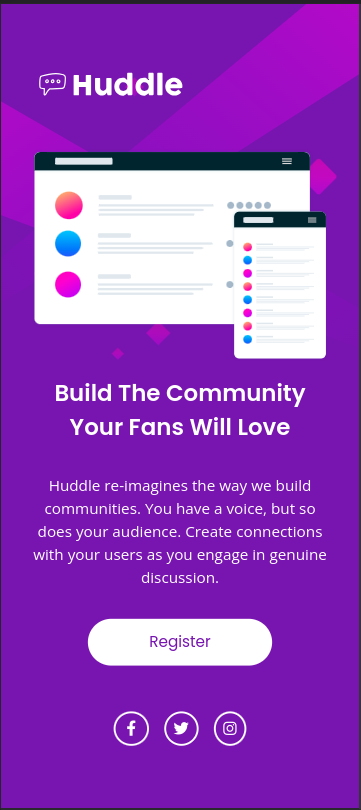 Huddle
Build The Community
Your Fans Will Love
Huddle re-imagines the way we build
communities. You have a voice, but so
does your audience. Create connections
with your users as you engage in genuine
discussion.
Register